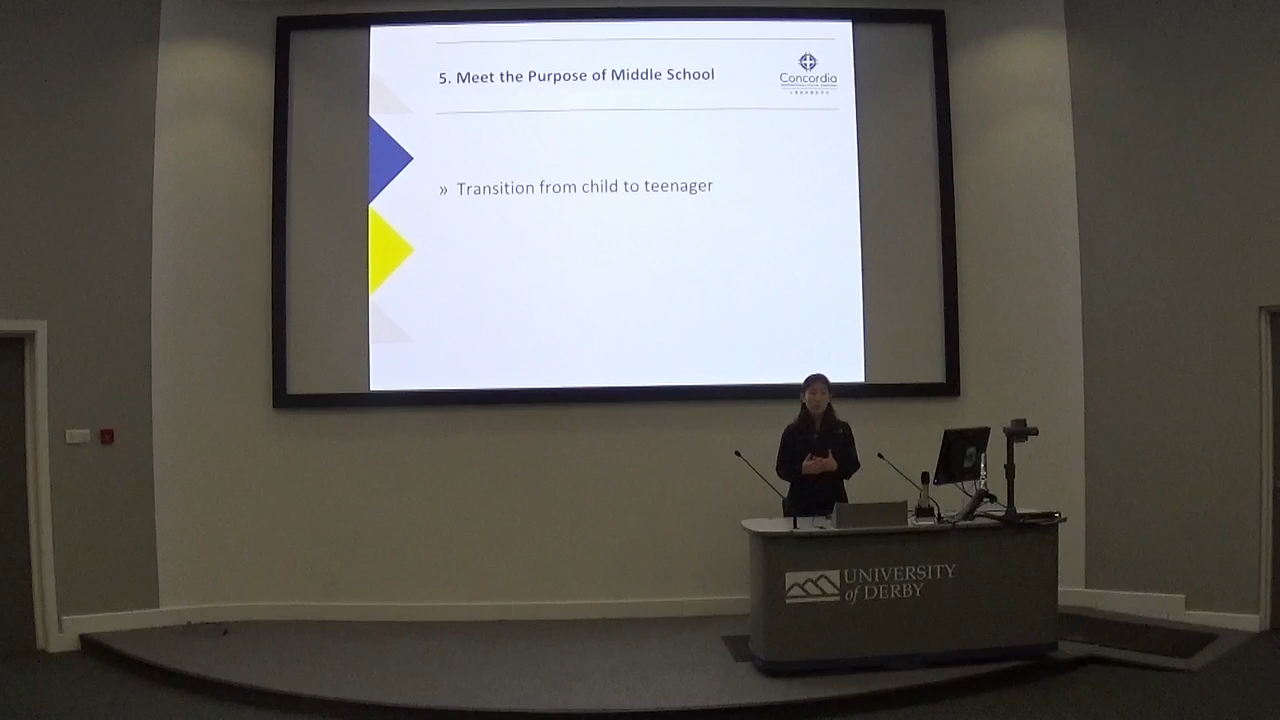 5. Meet the Purpose of Middle School
Concordia
» Transition from child to teenager
UNIVERSITY
of DERBY